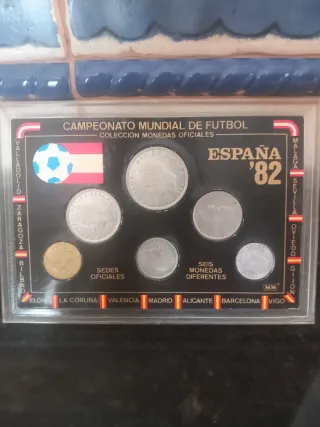 CAMPEONATO MUNDIAL DE FUTBOL
COLECCION MONEDAS OFICIALES
ESPAÑA
'82
VALLADOLID
ZARAGOZA
BILBAO
MALAGA
SEVILLA
OVIEDO
GIJON
SEDES
OFICIALES
SEIS
MONEDAS
DIFERENTES
ELCHE
LA CORUÑA
VALENCIA
MADRID
ALICANTE
BARCELONA
VIGO